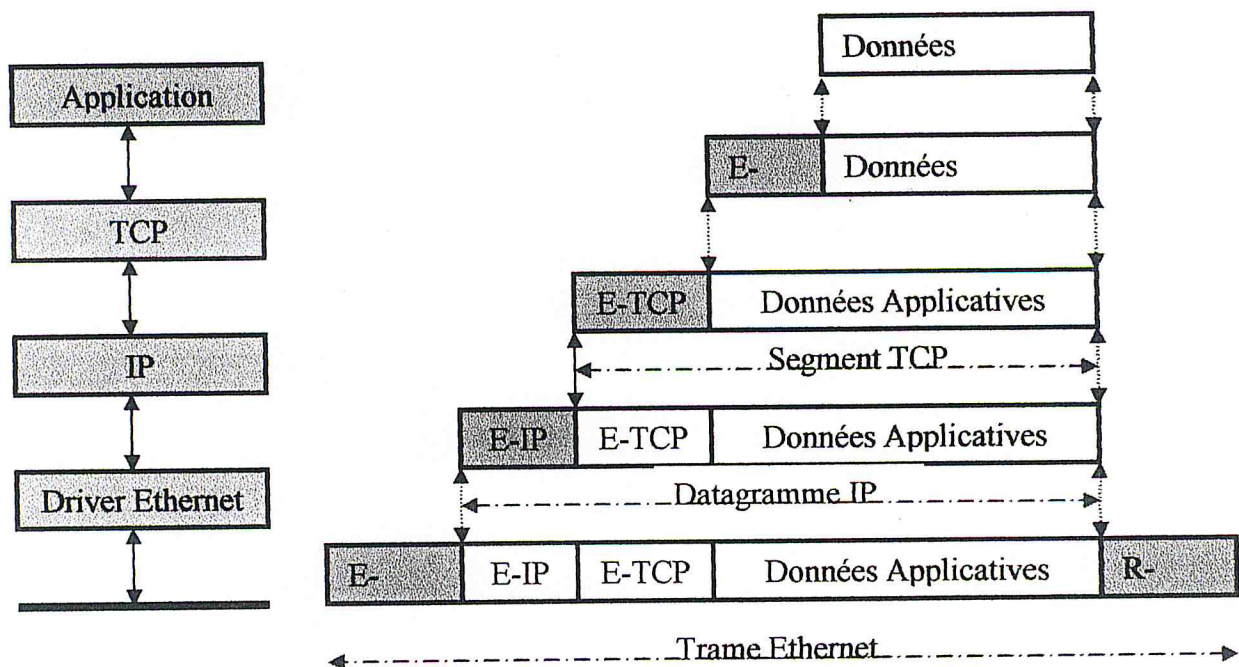 Données
Application
E- Données
TCP
E-TCP Données Applicatives
Segment TCP
IP
E-IP E-TCP Données Applicatives
Driver Ethernet
Datagramme IP
E- E-IP E-TCP Données Applicatives R-
Trame Ethernet